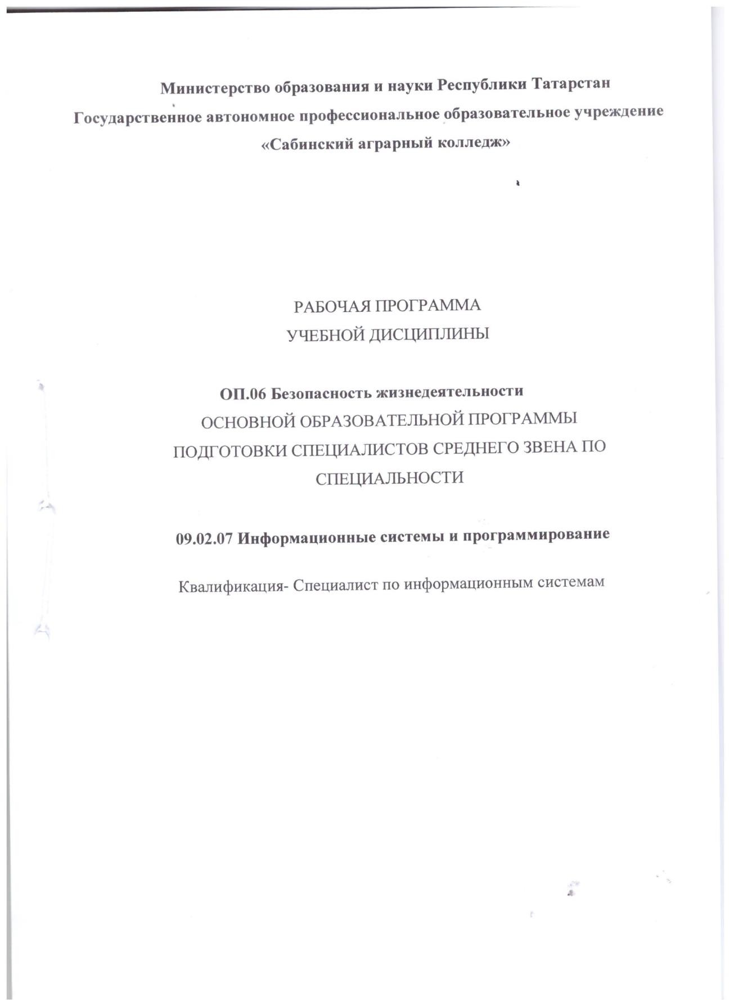 Министерство образования и науки Республики Татарстан
Государственное автономное профессиональное образовательное учреждение
«Сабинский аграрный колледж»
РАБОЧАЯ ПРОГРАММА
УЧЕБНОЙ ДИСЦИПЛИНЫ
ОП.06 Безопасность жизнедеятельности
ОСНОВНОЙ ОБРАЗОВАТЕЛЬНОЙ ПРОГРАММЫ
ПОДГОТОВКИ СПЕЦИАЛИСТОВ СРЕДНЕГО ЗВЕНА ПО
СПЕЦИАЛЬНОСТИ
09.02.07 Информационные системы и программирование
Квалификация- Специалист по информационным системам